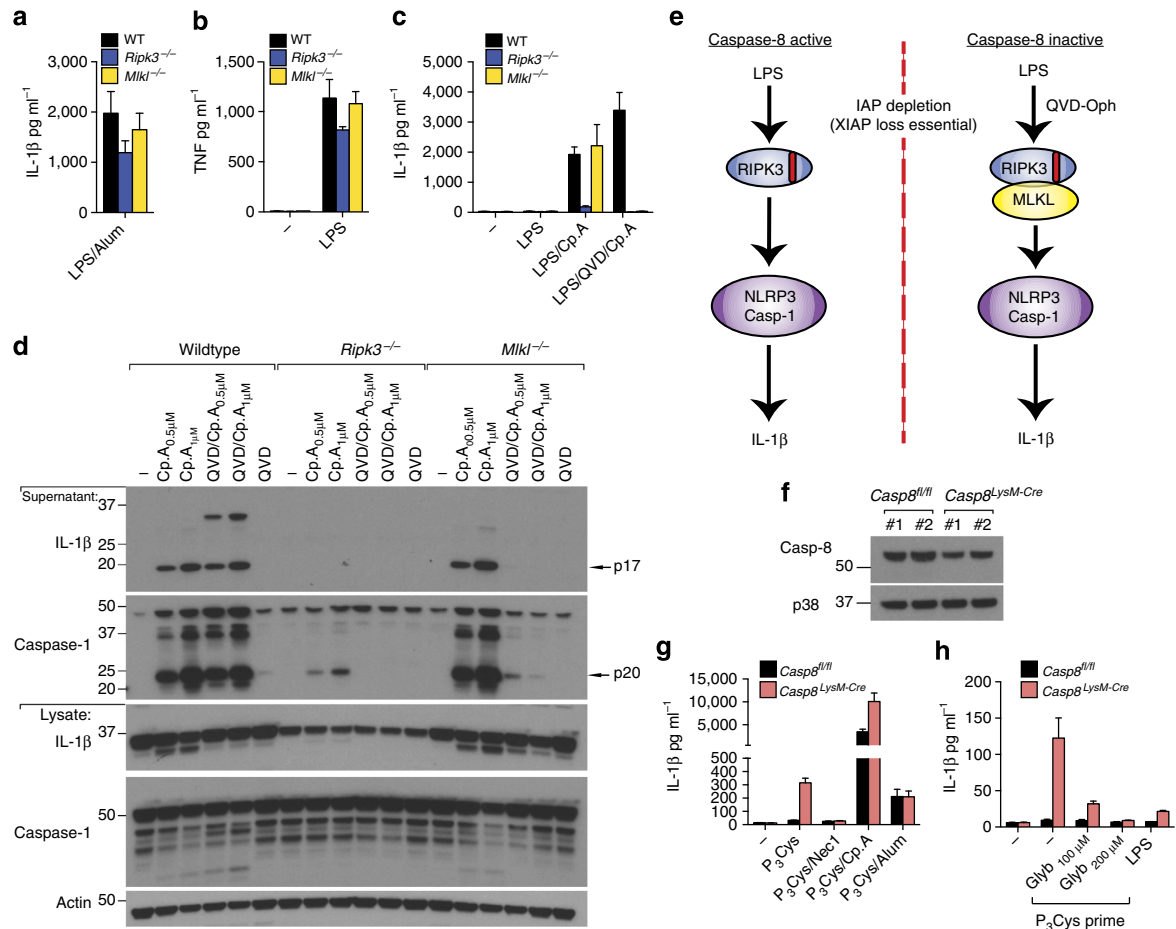 a
WT
Ripk3−/−
Mlkl−/−
IL-1β pg ml−1
3,000
2,000
1,000
0
LPS/Alum
b
WT
Ripk3−/−
Mlkl−/−
TNF pg ml−1
1,500
1,000
500
0
–
LPS
c
WT
Ripk3−/−
Mlkl−/−
IL-1β pg ml−1
5,000
4,000
3,000
2,000
1,000
0
–
LPS
LPS/Cp.A
LPS/QVD/Cp.A
d
Wildtype
Ripk3−/−
Mlkl−/−
–
Cp.A0.5μM
Cp.A1μM
QVD/Cp.A0.5μM
QVD/Cp.A1μM
QVD
–
Cp.A0.5μM
Cp.A1μM
QVD/Cp.A0.5μM
QVD/Cp.A1μM
QVD
–
Cp.A0.5μM
Cp.A1μM
QVD/Cp.A0.5μM
QVD/Cp.A1μM
QVD
Supernatant:
IL-1β
37
25
20
p17
Caspase-1
50
37
25
20
p20
Lysate:
IL-1β
37
Caspase-1
50
Actin
50
e
Caspase-8 active
LPS
RIPK3
NLRP3
Casp-1
IL-1β
IAP depletion
(XIAP loss essential)
Caspase-8 inactive
LPS
QVD-Oph
RIPK3
MLKL
NLRP3
Casp-1
IL-1β
f
Casp8fl/fl
Casp8LysM-Cre
#1 #2 #1 #2
Casp-8
50
p38
37
g
Casp8fl/fl
Casp8LysM-Cre
IL-1β pg ml−1
15,000
10,000
5,000
500
400
300
200
100
0
–
P3Cys
P3Cys/Nec1
P3Cys/Cp.A
P3Cys/Alum
h
Casp8fl/fl
Casp8LysM-Cre
IL-1β pg ml−1
200
150
100
50
0
–
–
Glyb 100 μM
Glyb 200 μM
LPS
P3Cys prime